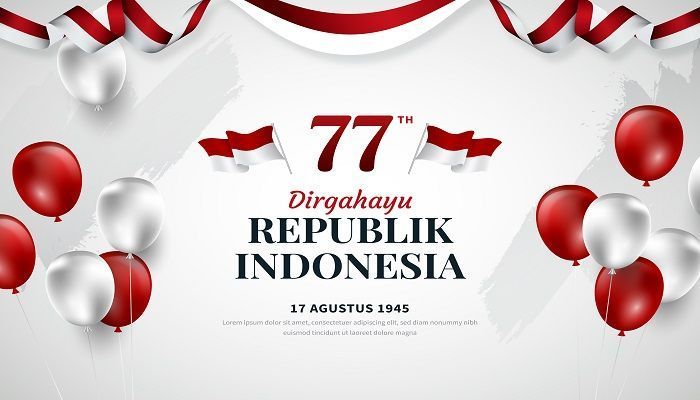 77TH
Dirgahayu
REPUBLIK
INDONESIA
17 AGUSTUS 1945
Lorem ipsum dolor sit amet, consectetuer adipiscing elit, sed diam nonummy nibh
euismod tincidunt ut laoreet dolore magna